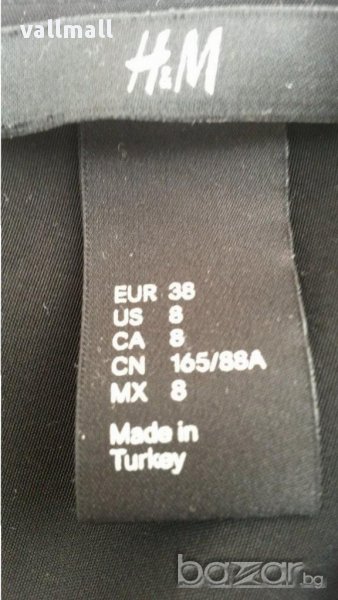 vallmall
H&M
EUR 38
US 8
CA 8
CN 165/88A
MX 8
Made in
Turkey
bazar.bg